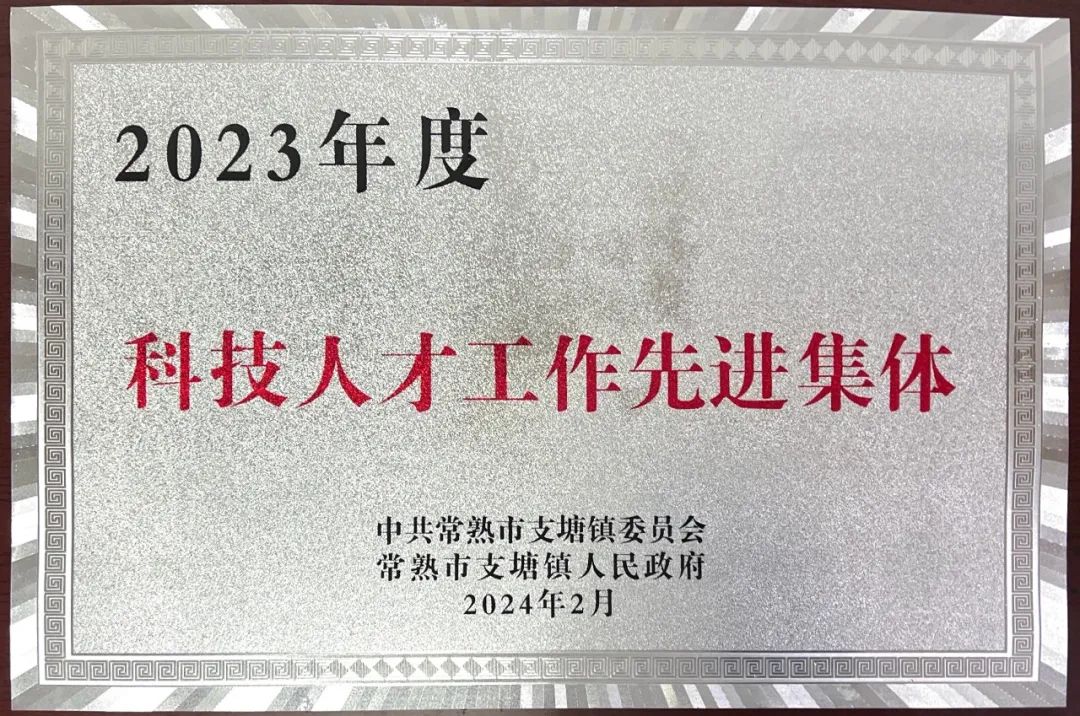 2023年度
科技人才工作先进集体
中共常熟市支塘镇委员会
常熟市支塘镇人民政府
2024年2月